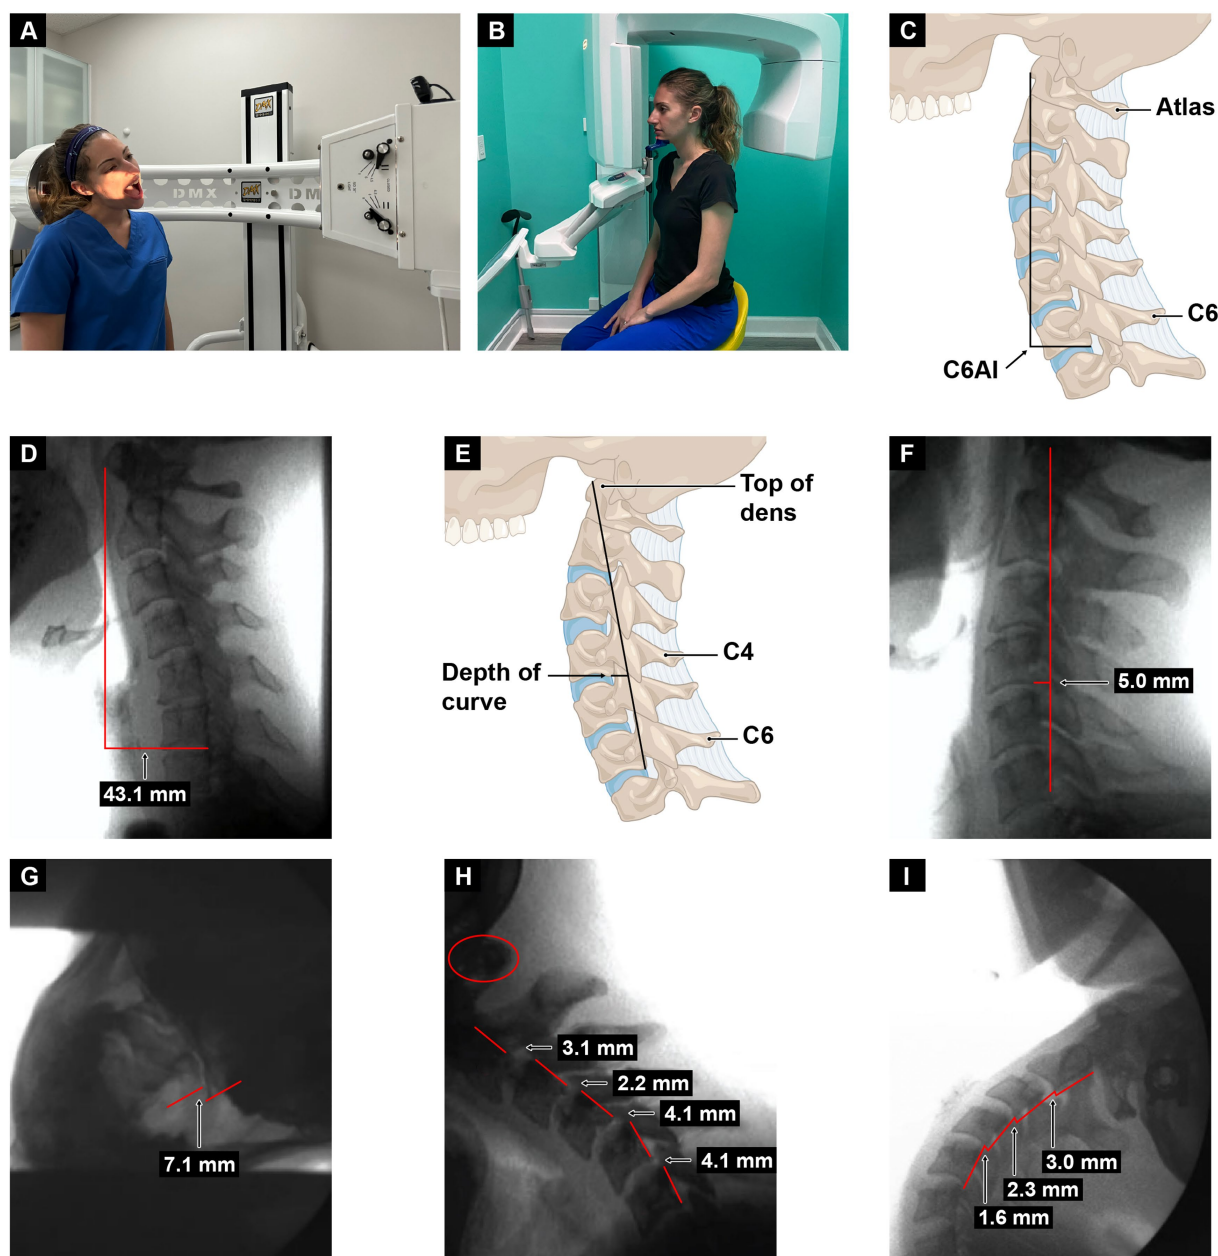 A
DMX
DMX
DM
B
C
Atlas
C6
C6AI
D
43.1 mm
E
Top of
dens
C4
Depth of
curve
C6
F
5.0 mm
G
7.1 mm
H
3.1 mm
2.2 mm
4.1 mm
4.1 mm
I
3.0 mm
2.3 mm
1.6 mm